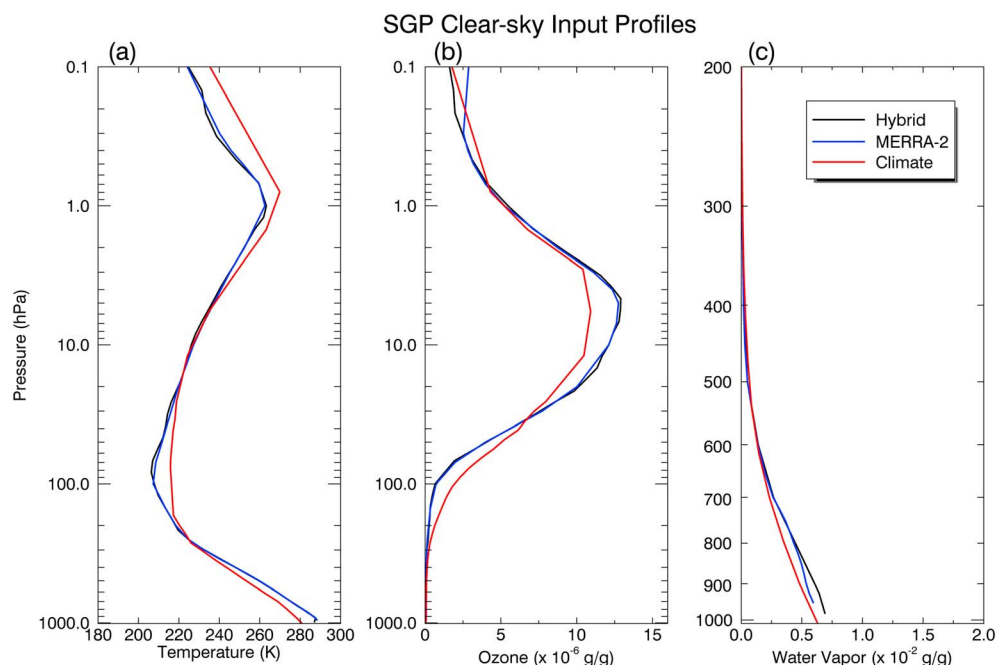 SGP Clear-sky Input Profiles
(a)
(b)
(c)
0.1
1.0
10.0
100.0
1000.0
Pressure (hPa)
180 200 220 240 260 280 300
Temperature (K)
0.1
1.0
10.0
100.0
1000.0
0 5 10 15
Ozone (x 10⁻⁶ g/g)
200
300
400
500
600
700
800
900
1000
Hybrid
MERRA-2
Climate
0.0 0.5 1.0 1.5 2.0
Water Vapor (x 10⁻² g/g)